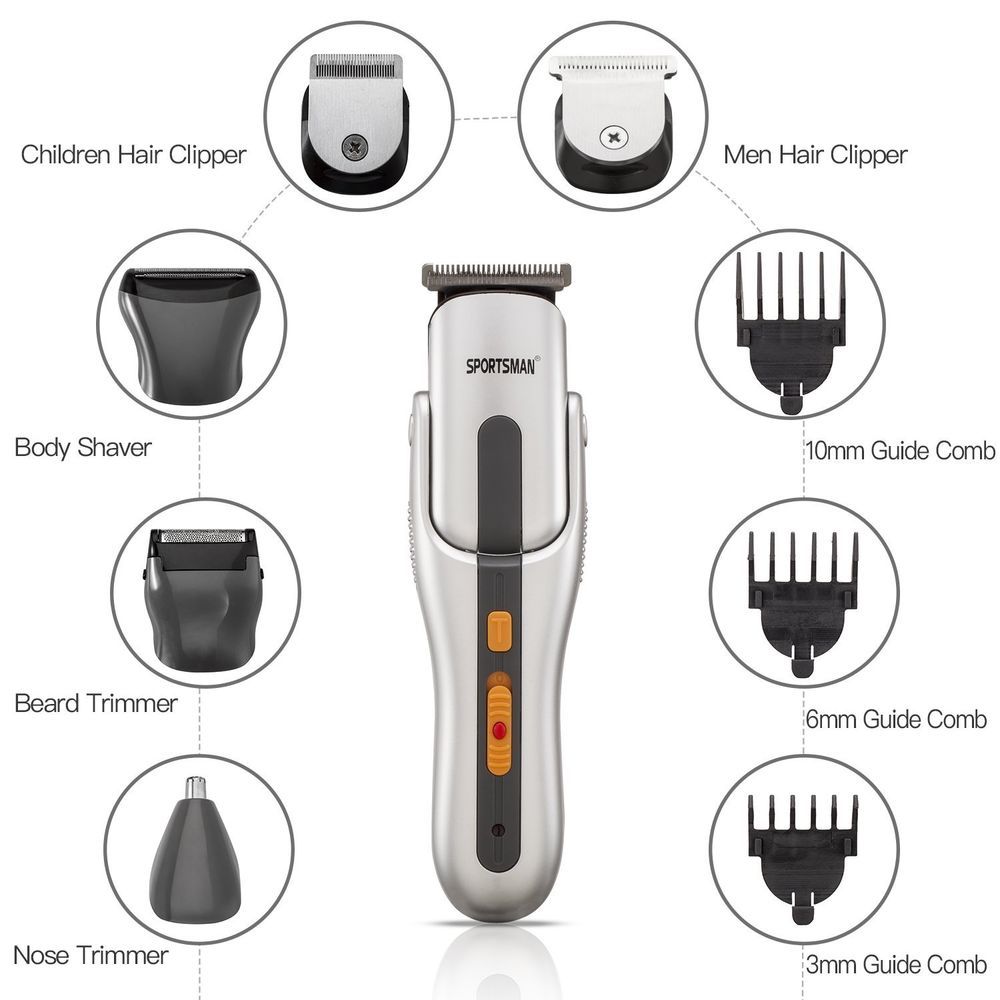 Children Hair Clipper
Men Hair Clipper
SPORTSMAN®
Body Shaver
10mm Guide Comb
Beard Trimmer
6mm Guide Comb
Nose Trimmer
3mm Guide Comb